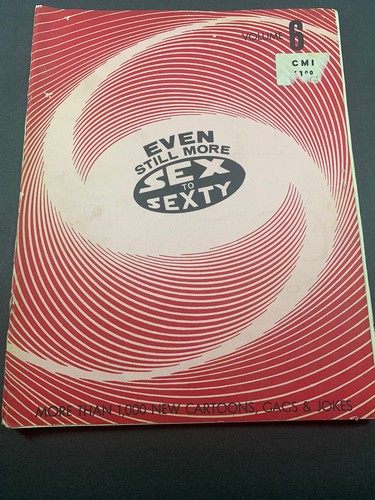 VOLUME 6
CMI
EVEN
STILL MORE
SEX
TO
SEXTY
MORE THAN 1,000 NEW CARTOONS, GAGS & JOKES